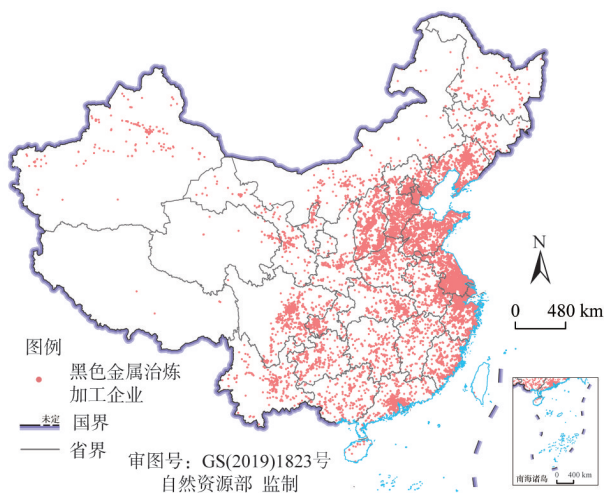 N
0 480 km
图例
黑色金属冶炼
加工企业
未定 国界
省界
审图号：GS(2019)1823号
自然资源部 监制
南海诸岛 0 400 km